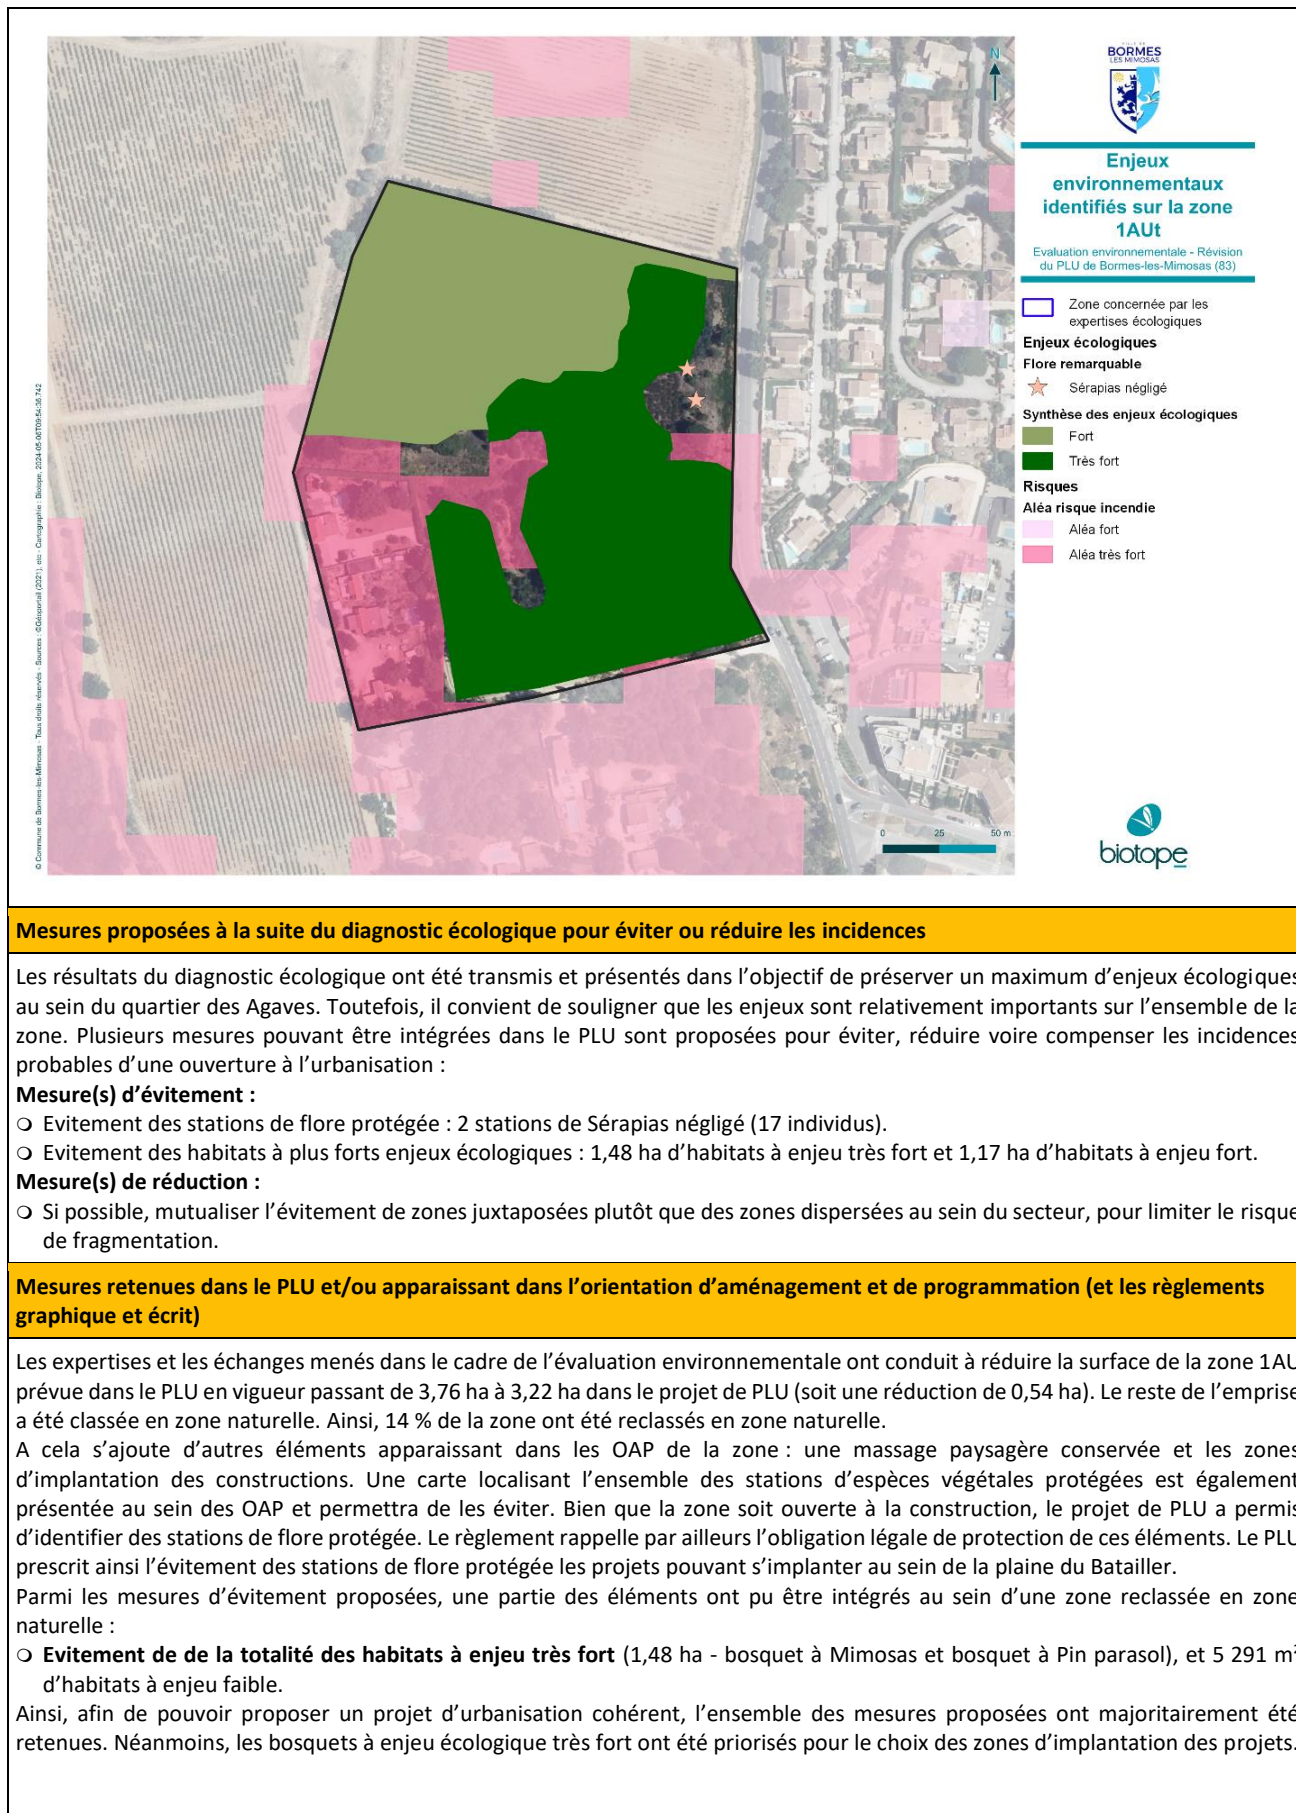 VILLE DE
BORMES
LES MIMOSAS
N
Enjeux
environnementaux
identifiés sur la zone
1AUt
Evaluation environnementale - Révision
du PLU de Bormes-les-Mimosas (83)
Zone concernée par les
expertises écologiques
Enjeux écologiques
Flore remarquable
Sérapias négligé
Synthèse des enjeux écologiques
Fort
Très fort
Risques
Aléa risque incendie
Aléa fort
Aléa très fort
© Commune de Bormes-les-Mimosas - Tous droits réservés - Sources : ©Géoportail (2021), etc - Cartographie : Biotope, 2024-05-06T09:54:36.742
0 25 50 m
biotope
Mesures proposées à la suite du diagnostic écologique pour éviter ou réduire les incidences
Les résultats du diagnostic écologique ont été transmis et présentés dans l’objectif de préserver un maximum d’enjeux écologiques
au sein du quartier des Agaves. Toutefois, il convient de souligner que les enjeux sont relativement importants sur l’ensemble de la
zone. Plusieurs mesures pouvant être intégrées dans le PLU sont proposées pour éviter, réduire voire compenser les incidences
probables d’une ouverture à l’urbanisation :
Mesure(s) d’évitement :
❍ Evitement des stations de flore protégée : 2 stations de Sérapias négligé (17 individus).
❍ Evitement des habitats à plus forts enjeux écologiques : 1,48 ha d’habitats à enjeu très fort et 1,17 ha d’habitats à enjeu fort.
Mesure(s) de réduction :
❍ Si possible, mutualiser l’évitement de zones juxtaposées plutôt que des zones dispersées au sein du secteur, pour limiter le risque
de fragmentation.
Mesures retenues dans le PLU et/ou apparaissant dans l’orientation d’aménagement et de programmation (et les règlements
graphique et écrit)
Les expertises et les échanges menés dans le cadre de l’évaluation environnementale ont conduit à réduire la surface de la zone 1AU
prévue dans le PLU en vigueur passant de 3,76 ha à 3,22 ha dans le projet de PLU (soit une réduction de 0,54 ha). Le reste de l’emprise
a été classée en zone naturelle. Ainsi, 14 % de la zone ont été reclassés en zone naturelle.
A cela s’ajoute d’autres éléments apparaissant dans les OAP de la zone : une massage paysagère conservée et les zones
d’implantation des constructions. Une carte localisant l’ensemble des stations d’espèces végétales protégées est également
présentée au sein des OAP et permettra de les éviter. Bien que la zone soit ouverte à la construction, le projet de PLU a permis
d’identifier des stations de flore protégée. Le règlement rappelle par ailleurs l’obligation légale de protection de ces éléments. Le PLU
prescrit ainsi l’évitement des stations de flore protégée les projets pouvant s’implanter au sein de la plaine du Batailler.
Parmi les mesures d’évitement proposées, une partie des éléments ont pu être intégrés au sein d’une zone reclassée en zone
naturelle :
❍ Evitement de de la totalité des habitats à enjeu très fort (1,48 ha - bosquet à Mimosas et bosquet à Pin parasol), et 5 291 m²
d’habitats à enjeu faible.
Ainsi, afin de pouvoir proposer un projet d’urbanisation cohérent, l’ensemble des mesures proposées ont majoritairement été
retenues. Néanmoins, les bosquets à enjeu écologique très fort ont été priorisés pour le choix des zones d’implantation des projets.